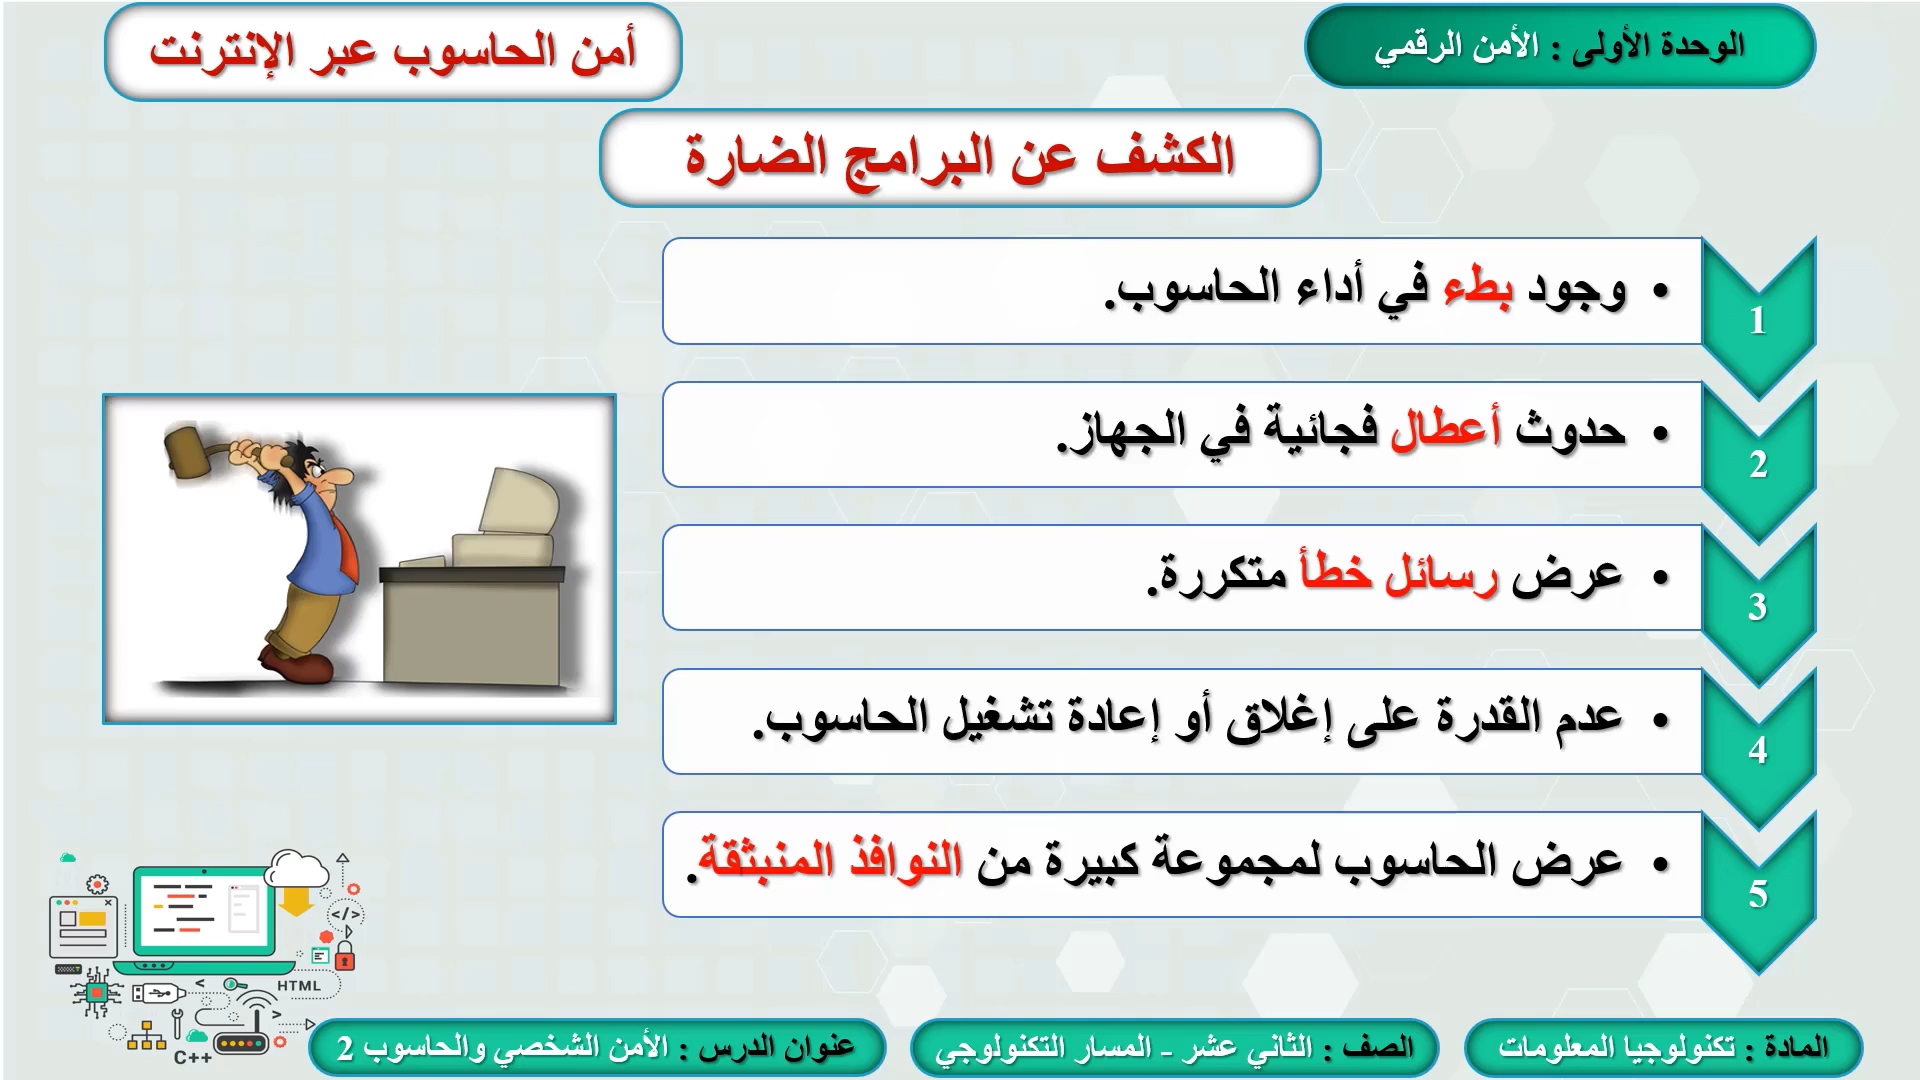 الوحدة الأولى : الأمن الرقمي
أمن الحاسوب عبر الإنترنت
الكشف عن البرامج الضارة
1
• وجود بطء في أداء الحاسوب.
2
• حدوث أعطال فجائية في الجهاز.
3
• عرض رسائل خطأ متكررة.
4
• عدم القدرة على إغلاق أو إعادة تشغيل الحاسوب.
5
• عرض الحاسوب لمجموعة كبيرة من النوافذ المنبثقة.
</>
HTML
C++
المادة : تكنولوجيا المعلومات
الصف : الثاني عشر - المسار التكنولوجي
عنوان الدرس : الأمن الشخصي والحاسوب 2